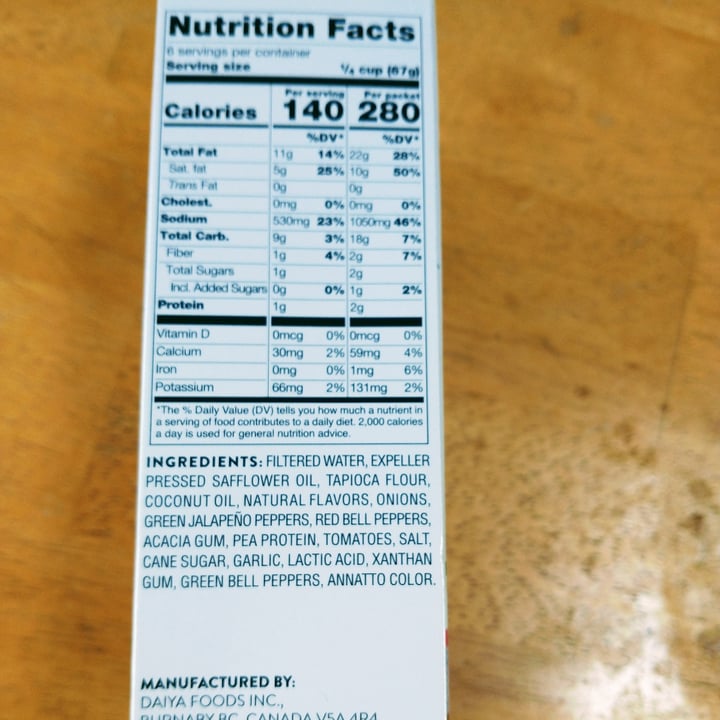 Nutrition Facts
6 servings per container
Serving size ¼ cup (67g)
Per serving Per packet
Calories 140 280
%DV* %DV*
Total Fat 11g 14% 22g 28%
Sat. fat 5g 25% 10g 50%
Trans Fat 0g 0g
Cholest. 0mg 0% 0mg 0%
Sodium 530mg 23% 1050mg 46%
Total Carb. 9g 3% 18g 7%
Fiber 1g 4% 2g 7%
Total Sugars 1g 2g
Incl. Added Sugars 0g 0% 1g 2%
Protein 1g 2g
Vitamin D 0mcg 0% 0mcg 0%
Calcium 30mg 2% 59mg 4%
Iron 0mg 0% 1mg 6%
Potassium 66mg 2% 131mg 2%
*The % Daily Value (DV) tells you how much a nutrient in
a serving of food contributes to a daily diet. 2,000 calories
a day is used for general nutrition advice.
INGREDIENTS: FILTERED WATER, EXPELLER
PRESSED SAFFLOWER OIL, TAPIOCA FLOUR,
COCONUT OIL, NATURAL FLAVORS, ONIONS,
GREEN JALAPEÑO PEPPERS, RED BELL PEPPERS,
ACACIA GUM, PEA PROTEIN, TOMATOES, SALT,
CANE SUGAR, GARLIC, LACTIC ACID, XANTHAN
GUM, GREEN BELL PEPPERS, ANNATTO COLOR.
MANUFACTURED BY:
DAIYA FOODS INC.,
BURNABY BC, CANADA V5A 4R4